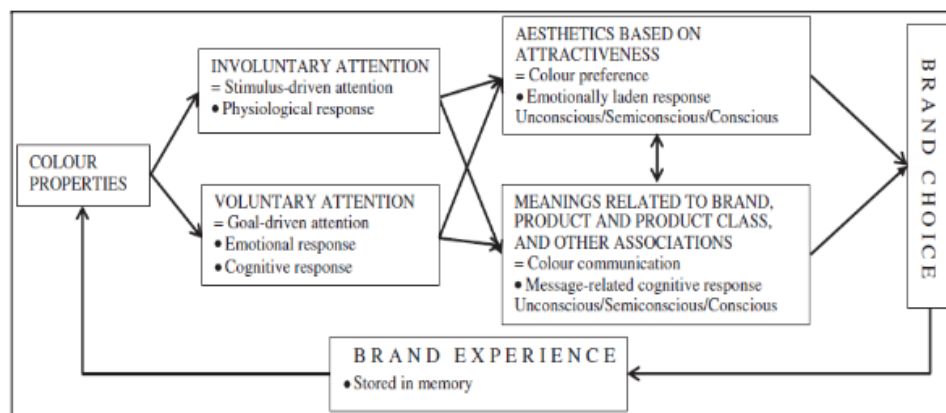 COLOUR
PROPERTIES
INVOLUNTARY ATTENTION
= Stimulus-driven attention
● Physiological response
VOLUNTARY ATTENTION
= Goal-driven attention
● Emotional response
● Cognitive response
AESTHETICS BASED ON
ATTRACTIVENESS
= Colour preference
● Emotionally laden response
Unconscious/Semiconscious/Conscious
MEANINGS RELATED TO BRAND,
PRODUCT AND PRODUCT CLASS,
AND OTHER ASSOCIATIONS
= Colour communication
● Message-related cognitive response
Unconscious/Semiconscious/Conscious
BRAND CHOICE
BRAND EXPERIENCE
● Stored in memory